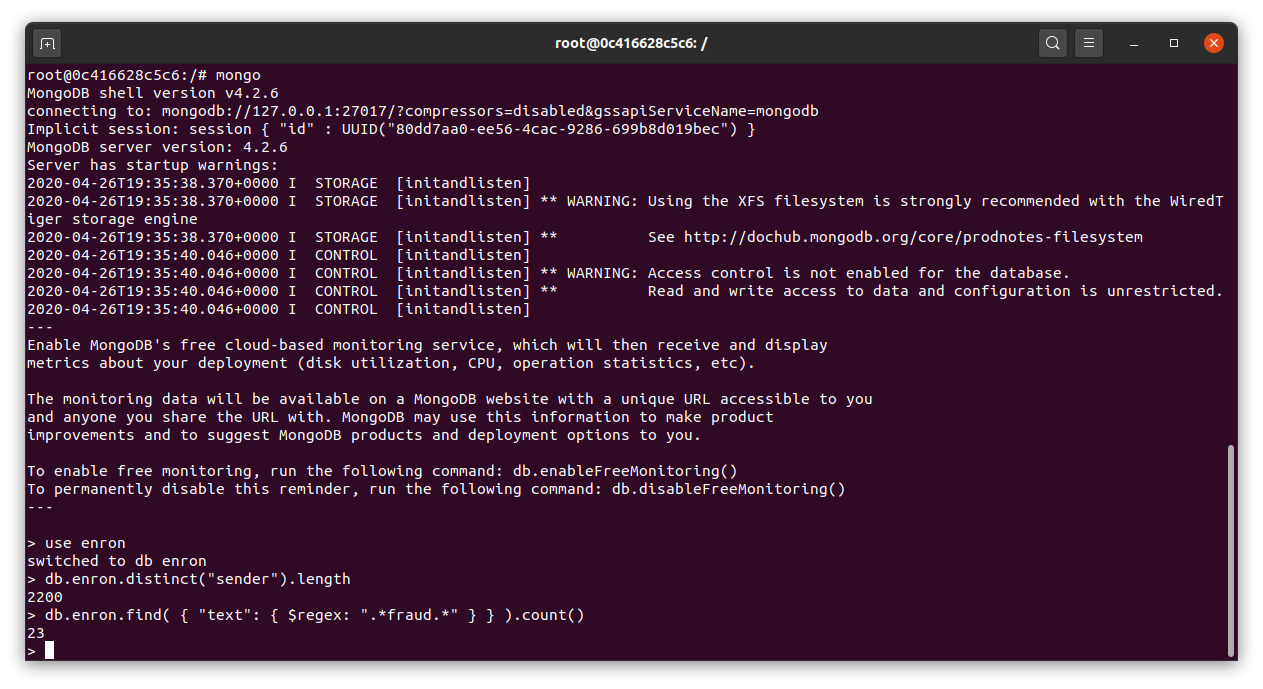 root@0c416628c5c6: /
root@0c416628c5c6:/# mongo
MongoDB shell version v4.2.6
connecting to: mongodb://127.0.0.1:27017/?compressors=disabled&gssapiServiceName=mongodb
Implicit session: session { "id" : UUID("80dd7aa0-ee56-4cac-9286-699b8d019bec") }
MongoDB server version: 4.2.6
Server has startup warnings:
2020-04-26T19:35:38.370+0000 I  STORAGE  [initandlisten]
2020-04-26T19:35:38.370+0000 I  STORAGE  [initandlisten] ** WARNING: Using the XFS filesystem is strongly recommended with the WiredT
iger storage engine
2020-04-26T19:35:38.370+0000 I  STORAGE  [initandlisten] **          See http://dochub.mongodb.org/core/prodnotes-filesystem
2020-04-26T19:35:40.046+0000 I  CONTROL  [initandlisten]
2020-04-26T19:35:40.046+0000 I  CONTROL  [initandlisten] ** WARNING: Access control is not enabled for the database.
2020-04-26T19:35:40.046+0000 I  CONTROL  [initandlisten] **          Read and write access to data and configuration is unrestricted.
2020-04-26T19:35:40.046+0000 I  CONTROL  [initandlisten]
---
Enable MongoDB's free cloud-based monitoring service, which will then receive and display
metrics about your deployment (disk utilization, CPU, operation statistics, etc).

The monitoring data will be available on a MongoDB website with a unique URL accessible to you
and anyone you share the URL with. MongoDB may use this information to make product
improvements and to suggest MongoDB products and deployment options to you.

To enable free monitoring, run the following command: db.enableFreeMonitoring()
To permanently disable this reminder, run the following command: db.disableFreeMonitoring()
---

> use enron
switched to db enron
> db.enron.distinct("sender").length
2200
> db.enron.find( { "text": { $regex: ".*fraud.*" } } ).count()
23
>